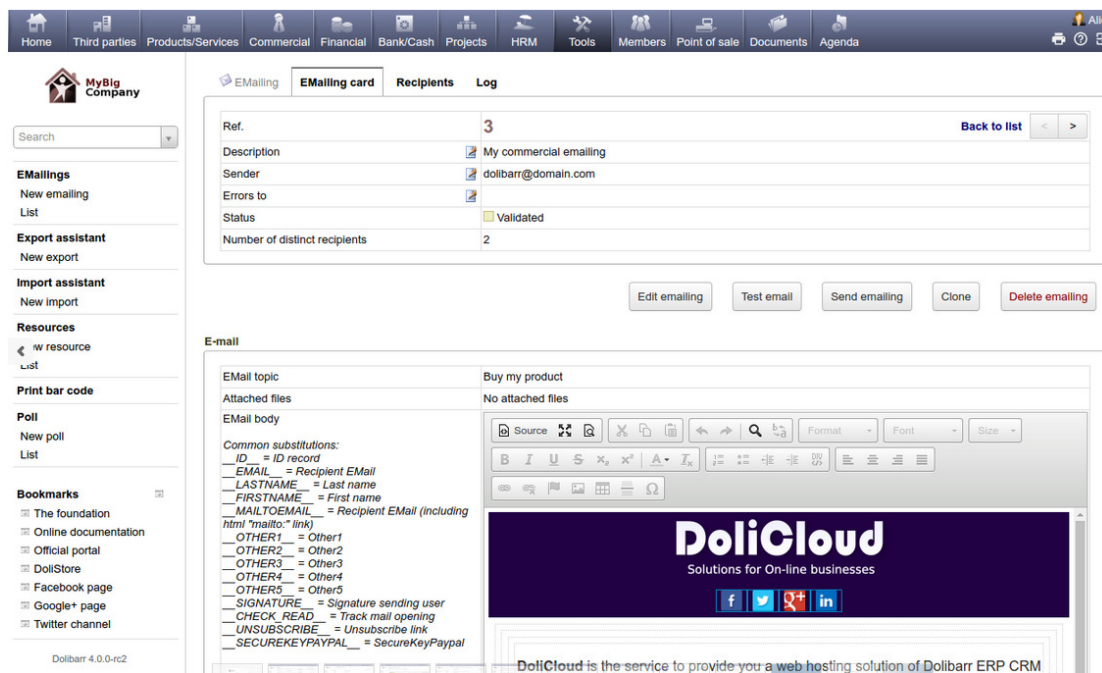 Home Third parties Products/Services Commercial Financial Bank/Cash Projects HRM Tools Members Point of sale Documents Agenda
MyBig
Company
Search
EMailings
New emailing
List
Export assistant
New export
Import assistant
New import
Resources
List
Print bar code
Poll
New poll
List
Bookmarks
The foundation
Online documentation
Official portal
DoliStore
Facebook page
Google+ page
Twitter channel
Dolibarr 4.0.0-rc2
EMailing EMailing card Recipients Log
Ref. 3 Back to list < >
Description My commercial emailing
Sender dolibarr@domain.com
Errors to
Status Validated
Number of distinct recipients 2
Edit emailing Test email Send emailing Clone Delete emailing
E-mail
EMail topic Buy my product
Attached files No attached files
EMail body
Common substitutions:
__ID__ = ID record
__EMAIL__ = Recipient EMail
__LASTNAME__ = Last name
__FIRSTNAME__ = First name
__MAILTOEMAIL__ = Recipient EMail (including
html "mailto:" link)
__OTHER1__ = Other1
__OTHER2__ = Other2
__OTHER3__ = Other3
__OTHER4__ = Other4
__OTHER5__ = Other5
__SIGNATURE__ = Signature sending user
__CHECK_READ__ = Track mail opening
__UNSUBSCRIBE__ = Unsubscribe link
__SECUREKEYPAYPAL__ = SecureKeyPaypal
Source Format Font Size
B I U S x₂ x² A Ix DIV Ω
DoliCloud
Solutions for On-line businesses
f g+ in
DoliCloud is the service to provide you a web hosting solution of Dolibarr ERP CRM